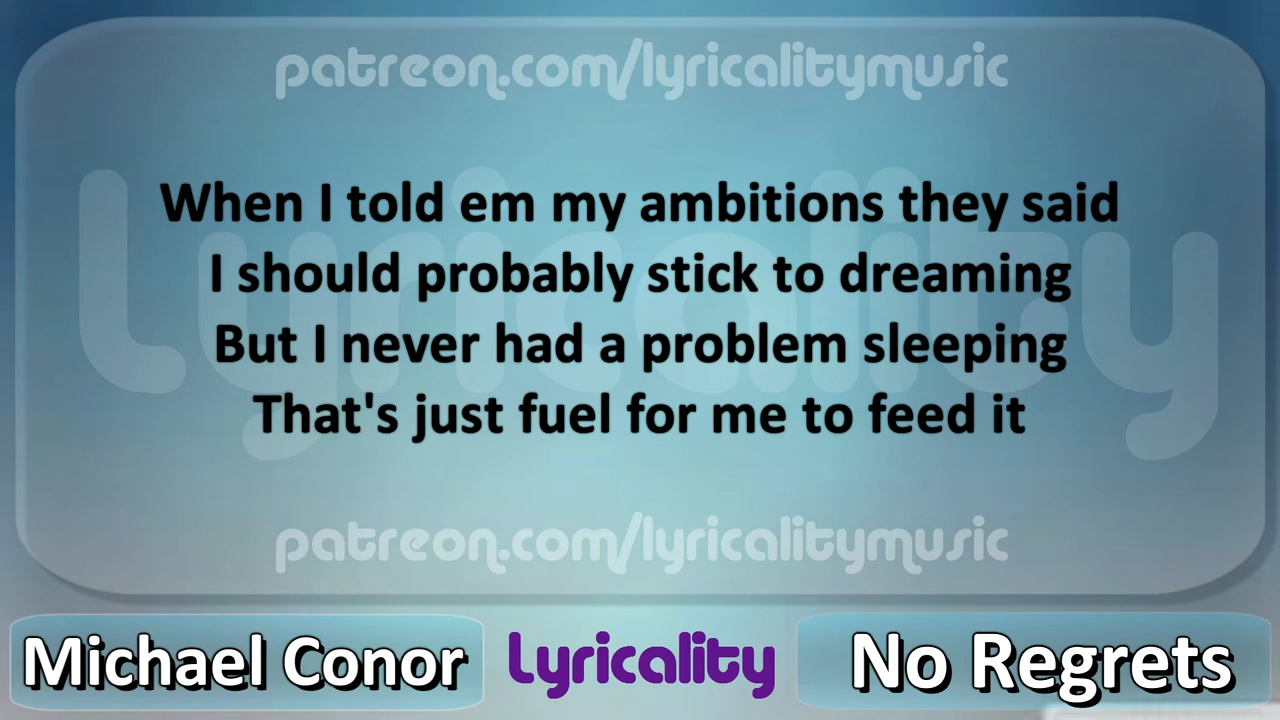 patreon.com/lyricalitymusic
Lyricality
When I told em my ambitions they said
I should probably stick to dreaming
But I never had a problem sleeping
That's just fuel for me to feed it
patreon.com/lyricalitymusic
Michael Conor
Lyricality
No Regrets